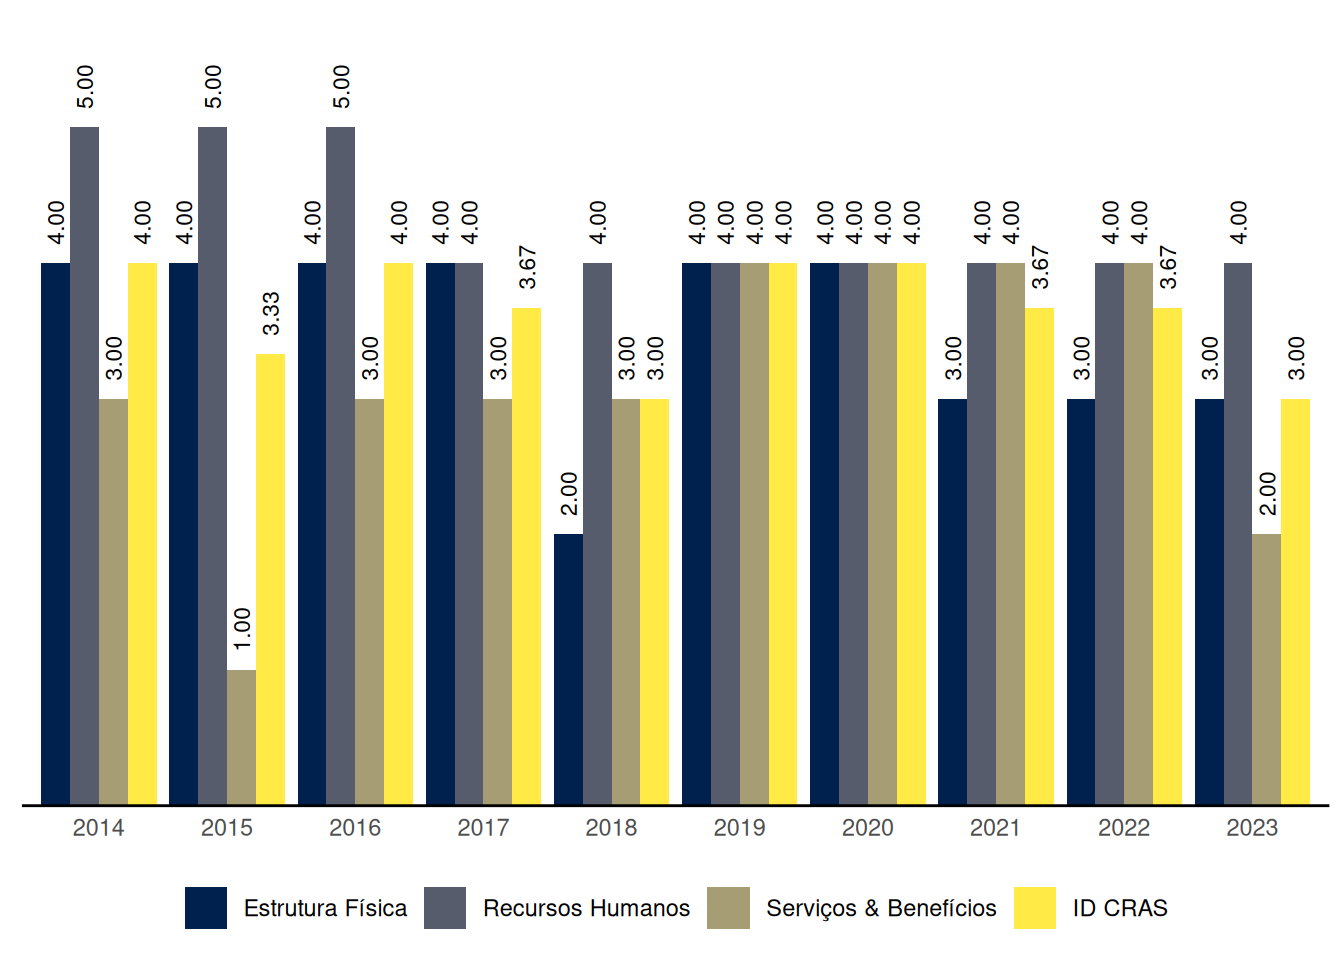 5.00 5.00 5.00
4.00 4.00 4.00 4.00 4.00 4.00 4.00 4.00 4.00 4.00 4.00 4.00 4.00 4.00 4.00 4.00 4.00 4.00 4.00 4.00 4.00
3.67 3.67 3.67
3.33
3.00 3.00 3.00 3.00 3.00 3.00 3.00 3.00 3.00
2.00 2.00
1.00
2014 2015 2016 2017 2018 2019 2020 2021 2022 2023
Estrutura Física Recursos Humanos Serviços & Benefícios ID CRAS